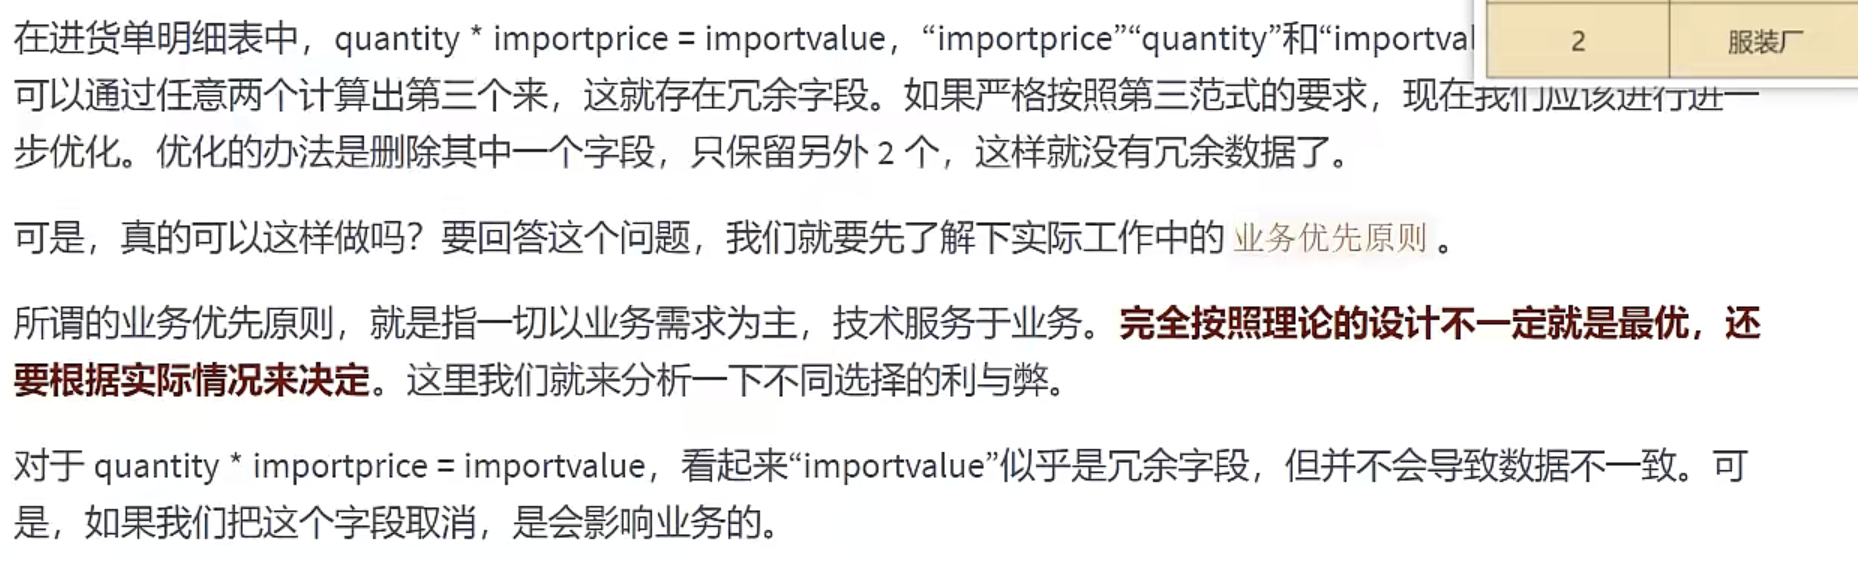 在进货单明细表中，quantity * importprice = importvalue，“importprice”“quantity”和“importval
2 服装厂
可以通过任意两个计算出第三个来，这就存在冗余字段。如果严格按照第三范式的要求，现在我们应该进行进一
步优化。优化的办法是删除其中一个字段，只保留另外 2 个，这样就没有冗余数据了。
可是，真的可以这样做吗？要回答这个问题，我们就要先了解下实际工作中的 业务优先原则 。
所谓的业务优先原则，就是指一切以业务需求为主，技术服务于业务。完全按照理论的设计不一定就是最优，还
要根据实际情况来决定。这里我们就来分析一下不同选择的利与弊。
对于 quantity * importprice = importvalue，看起来“importvalue”似乎是冗余字段，但并不会导致数据不一致。可
是，如果我们把这个字段取消，是会影响业务的。